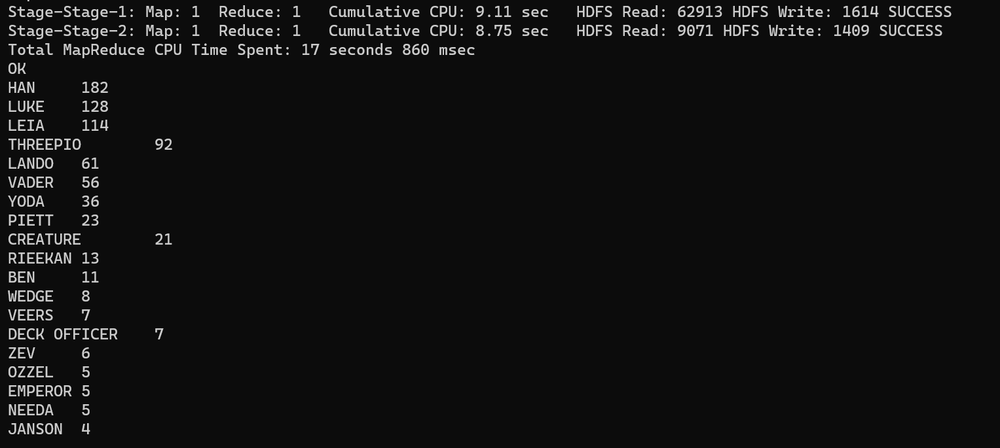 Stage-Stage-1: Map: 1  Reduce: 1   Cumulative CPU: 9.11 sec   HDFS Read: 62913 HDFS Write: 1614 SUCCESS
Stage-Stage-2: Map: 1  Reduce: 1   Cumulative CPU: 8.75 sec   HDFS Read: 9071 HDFS Write: 1409 SUCCESS
Total MapReduce CPU Time Spent: 17 seconds 860 msec
OK
HAN     182
LUKE    128
LEIA    114
THREEPIO        92
LANDO   61
VADER   56
YODA    36
PIETT   23
CREATURE        21
RIEEKAN 13
BEN     11
WEDGE   8
VEERS   7
DECK OFFICER    7
ZEV     6
OZZEL   5
EMPEROR 5
NEEDA   5
JANSON  4